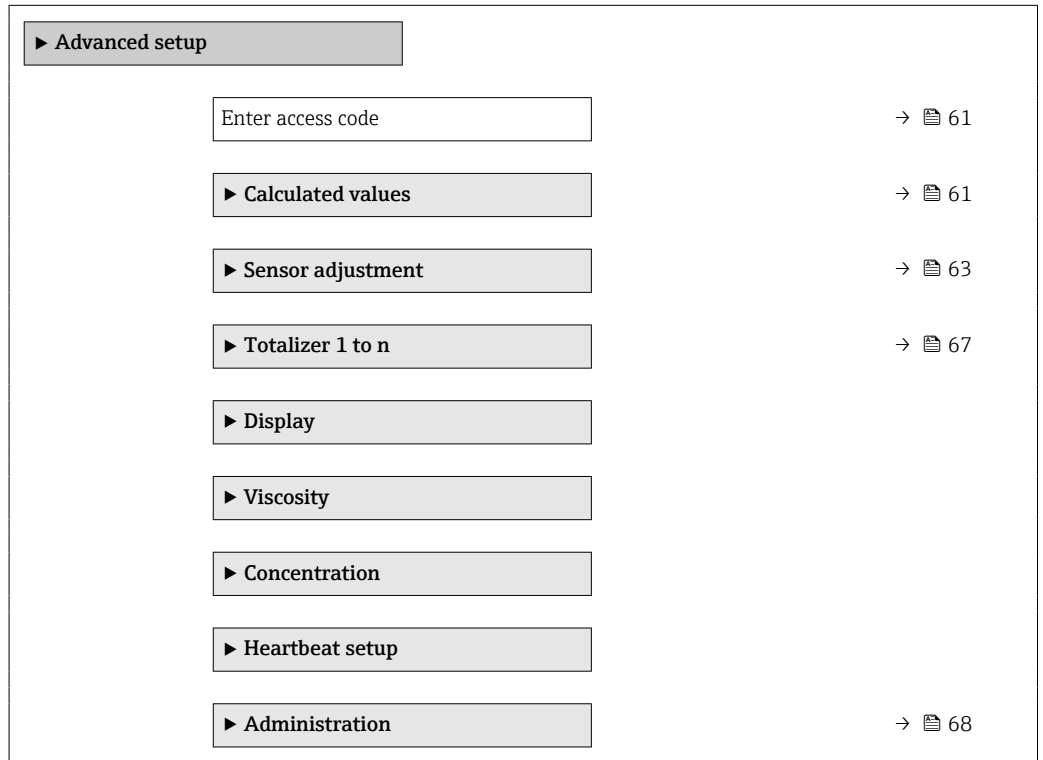 ▶ Advanced setup
Enter access code → 61
▶ Calculated values → 61
▶ Sensor adjustment → 63
▶ Totalizer 1 to n → 67
▶ Display
▶ Viscosity
▶ Concentration
▶ Heartbeat setup
▶ Administration → 68